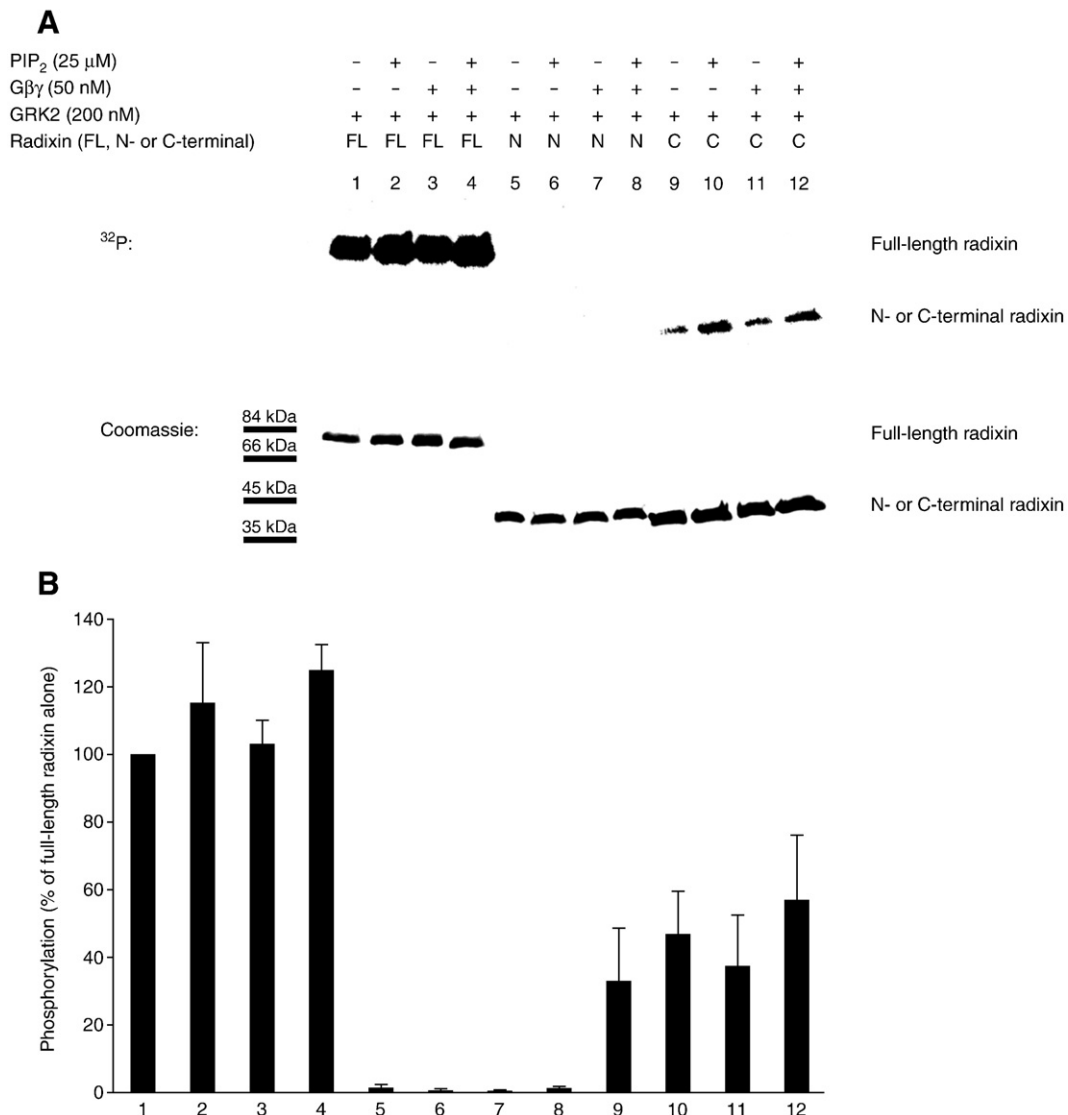 A
PIP₂ (25 μM) – + – + – + – + – + – +
Gβγ (50 nM) – – + + – – + + – – + +
GRK2 (200 nM) + + + + + + + + + + + +
Radixin (FL, N- or C-terminal) FL FL FL FL N N N N C C C C
1 2 3 4 5 6 7 8 9 10 11 12
³²P: Full-length radixin
N- or C-terminal radixin
Coomassie: 84 kDa Full-length radixin
66 kDa
45 kDa N- or C-terminal radixin
35 kDa
B
Phosphorylation (% of full-length radixin alone)
140
120
100
80
60
40
20
0
1 2 3 4 5 6 7 8 9 10 11 12